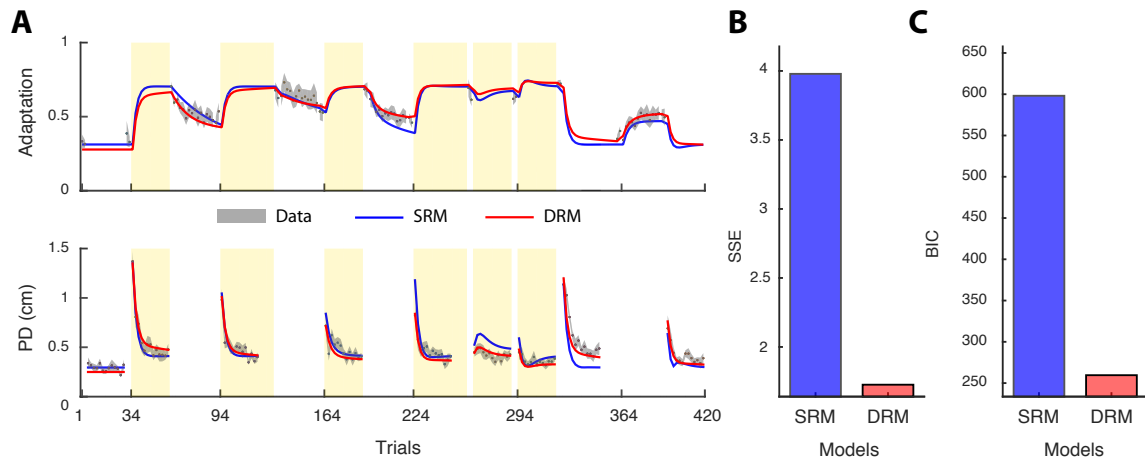 A
B
C
Adaptation
1
0.5
0
Data
SRM
DRM
PD (cm)
1.5
1
0.5
0
1
34
94
164
224
294
364
420
Trials
SSE
4
3.5
3
2.5
2
SRM
DRM
Models
BIC
650
600
550
500
450
400
350
300
250
SRM
DRM
Models